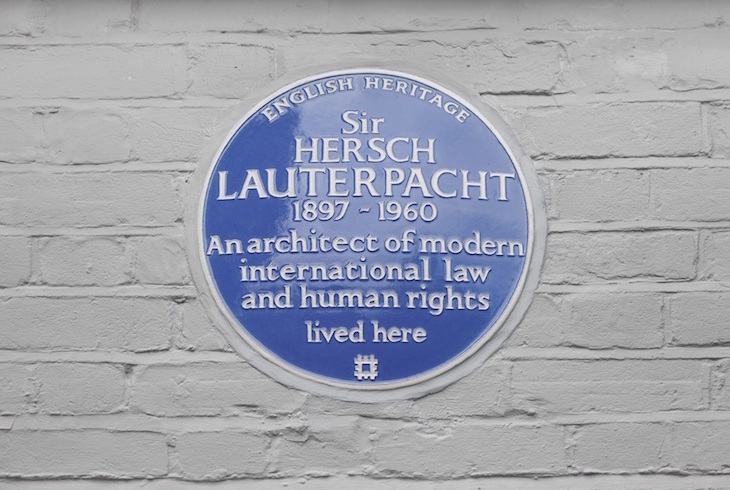 ENGLISH HERITAGE
Sir
HERSCH
LAUTERPACHT
1897 - 1960
An architect of modern
international law
and human rights
lived here